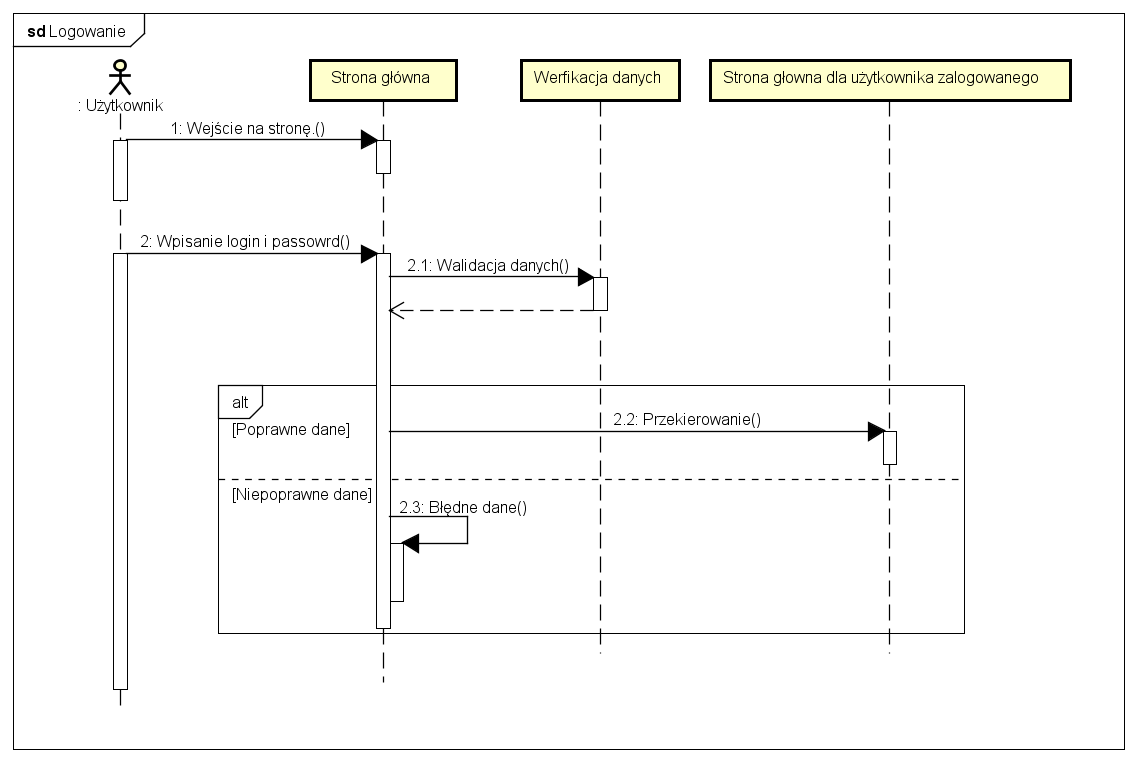 sd Logowanie
: Użytkownik
Strona główna
Werfikacja danych
Strona głowna dla użytkownika zalogowanego
1: Wejście na stronę.()
2: Wpisanie login i passowrd()
2.1: Walidacja danych()
alt
2.2: Przekierowanie()
[Poprawne dane]
[Niepoprawne dane]
2.3: Błędne dane()